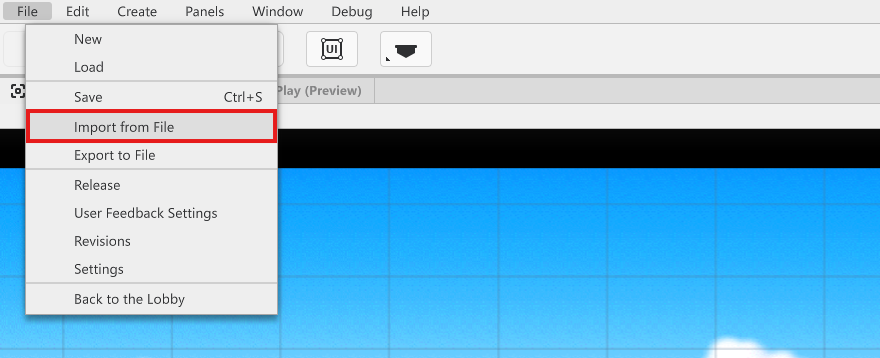 File Edit Create Panels Window Debug Help
UI
Play (Preview)
New
Load
Save Ctrl+S
Import from File
Export to File
Release
User Feedback Settings
Revisions
Settings
Back to the Lobby